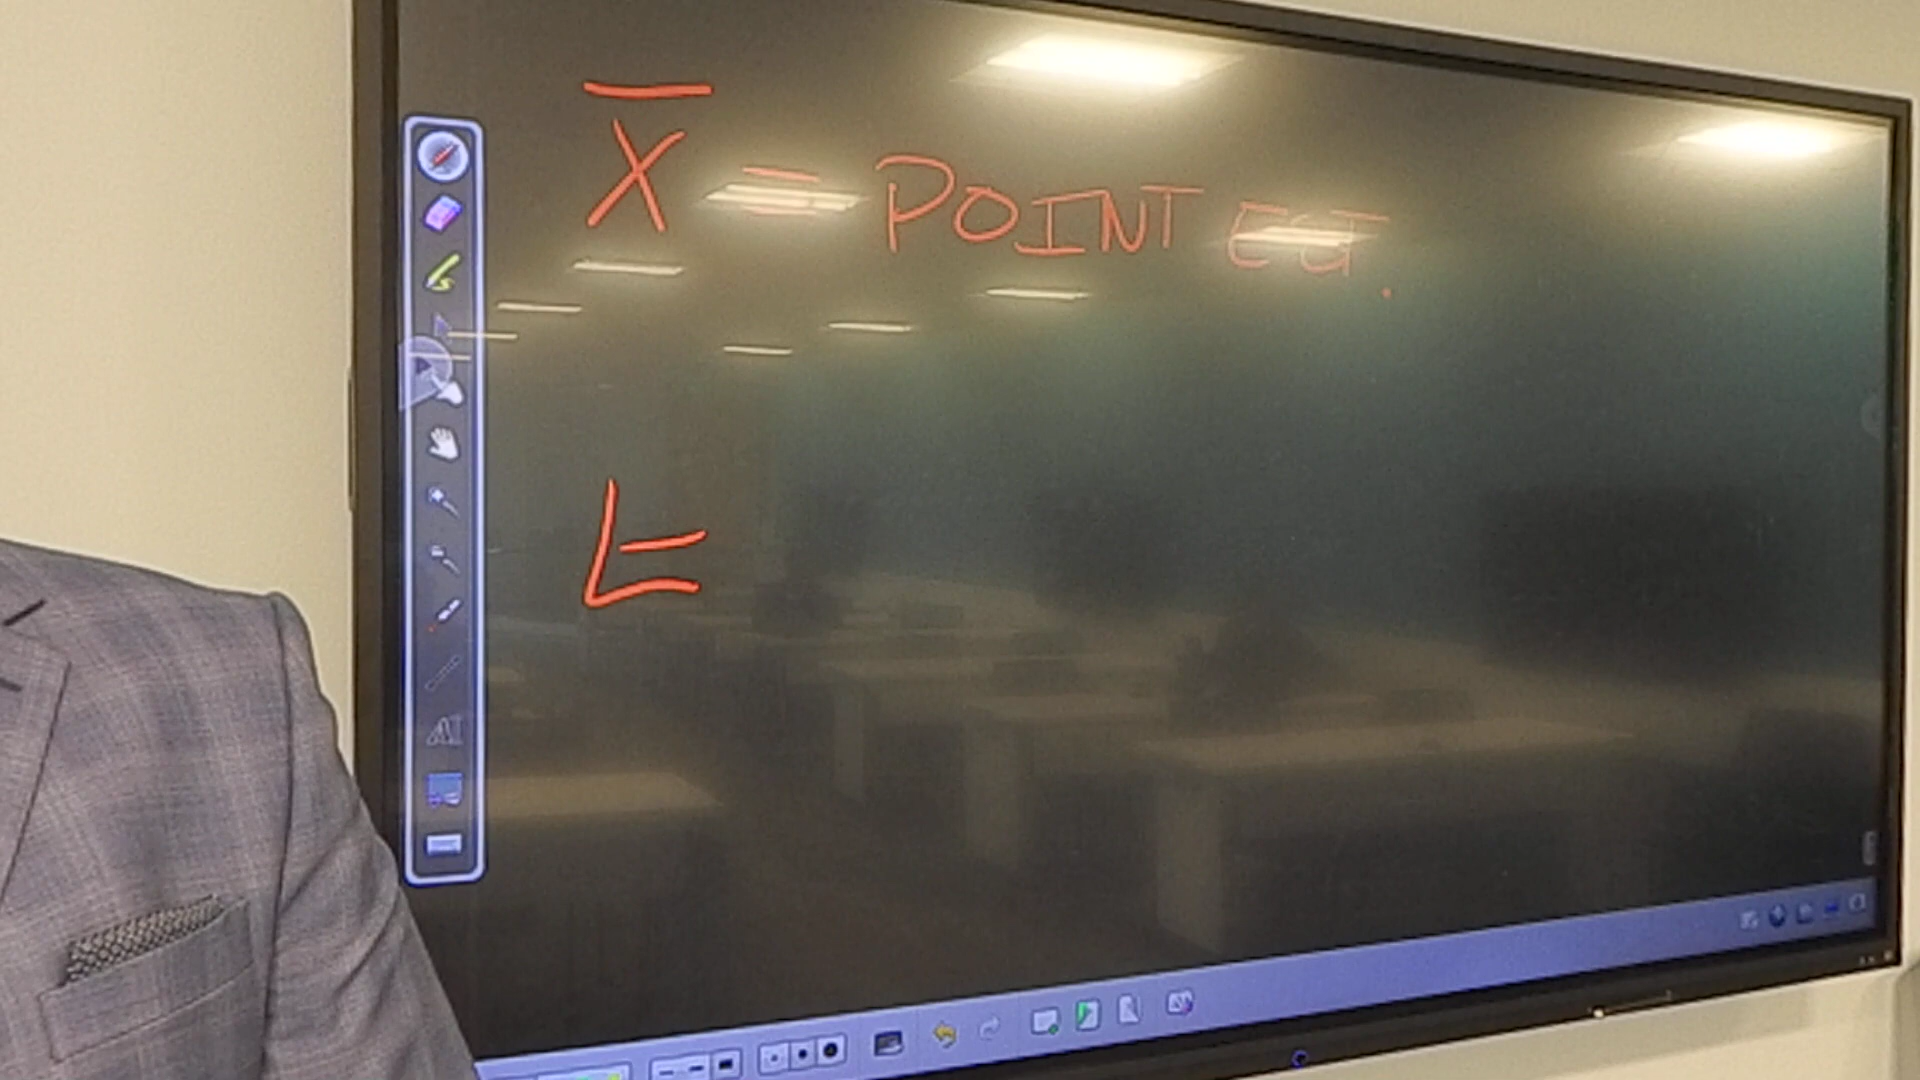 X̅ = POINT EST.
E